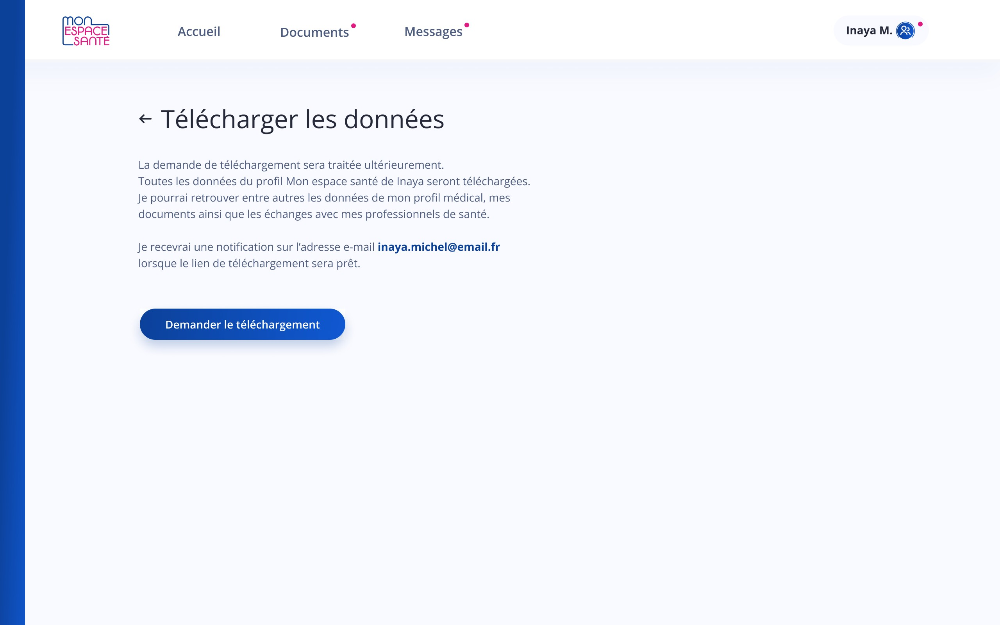 mon
ESPACE
SANTÉ
Accueil
Documents
Messages
Inaya M.
Télécharger les données
La demande de téléchargement sera traitée ultérieurement.
Toutes les données du profil Mon espace santé de Inaya seront téléchargées.
Je pourrai retrouver entre autres les données de mon profil médical, mes
documents ainsi que les échanges avec mes professionnels de santé.
Je recevrai une notification sur l’adresse e-mail inaya.michel@email.fr
lorsque le lien de téléchargement sera prêt.
Demander le téléchargement